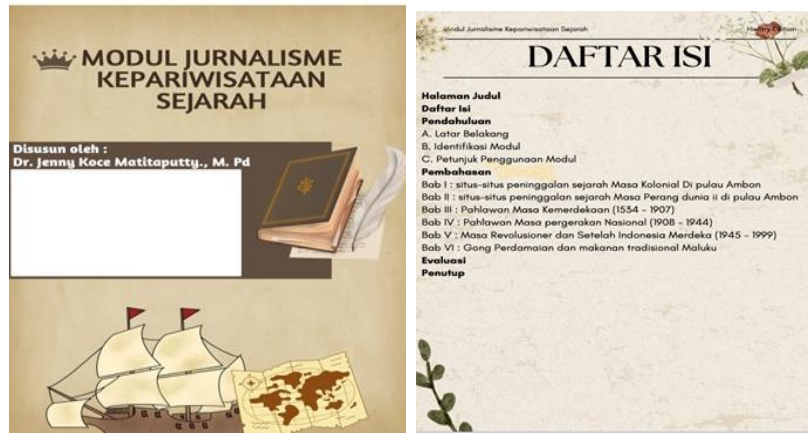 MODUL JURNALISME
KEPARIWISATAAN
SEJARAH
Disusun oleh :
Dr. Jenny Koce Matitaputty., M. Pd
Modul Jurnalisme Kepariwisataan Sejarah
History Edition
DAFTAR ISI
Halaman Judul
Daftar Isi
Pendahuluan
A. Latar Belakang
B. Identifikasi Modul
C. Petunjuk Penggunaan Modul
Pembahasan
Bab I : situs-situs peninggalan sejarah Masa Kolonial Di pulau Ambon
Bab II : situs-situs peninggalan sejarah Masa Perang dunia ii di pulau Ambon
Bab III : Pahlawan Masa Kemerdekaan (1534 - 1907)
Bab IV : Pahlawan Masa pergerakan Nasional (1908 - 1944)
Bab V : Masa Revolusioner dan Setelah Indonesia Merdeka (1945 - 1999)
Bab VI : Gong Perdamaian dan makanan tradisional Maluku
Evaluasi
Penutup